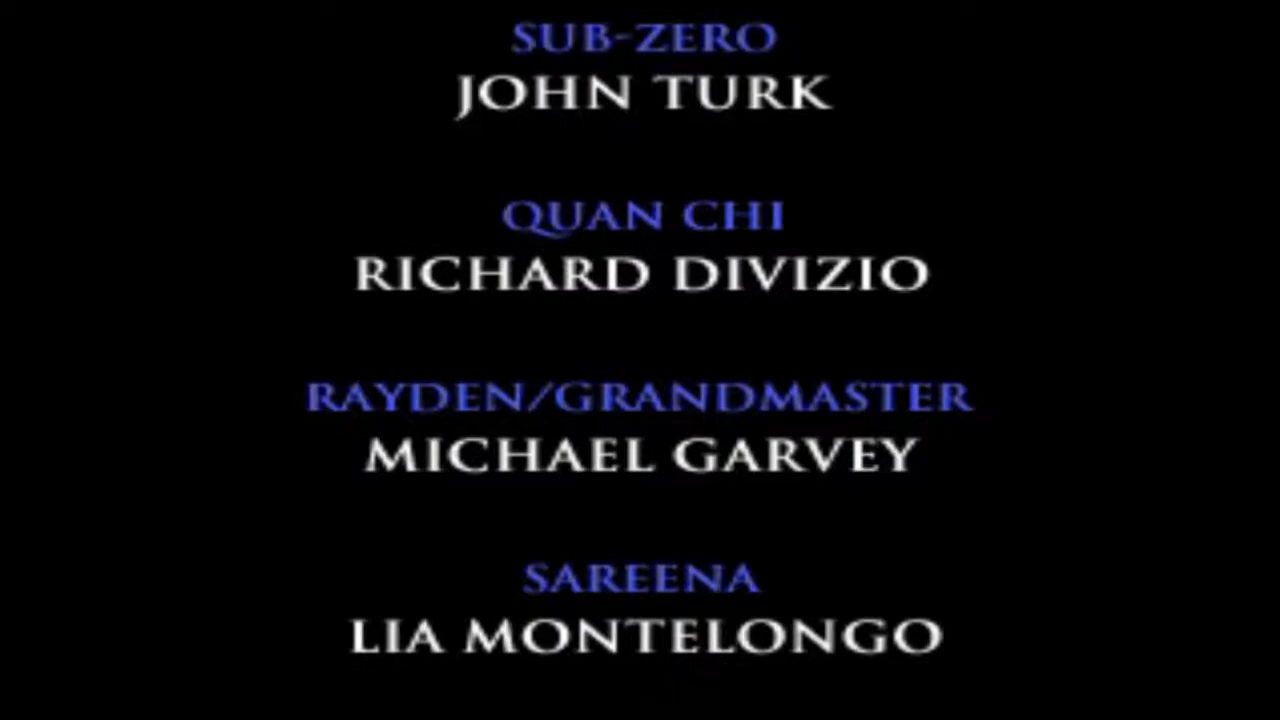 SUB-ZERO
JOHN TURK
QUAN CHI
RICHARD DIVIZIO
RAYDEN/GRANDMASTER
MICHAEL GARVEY
SAREENA
LIA MONTELONGO